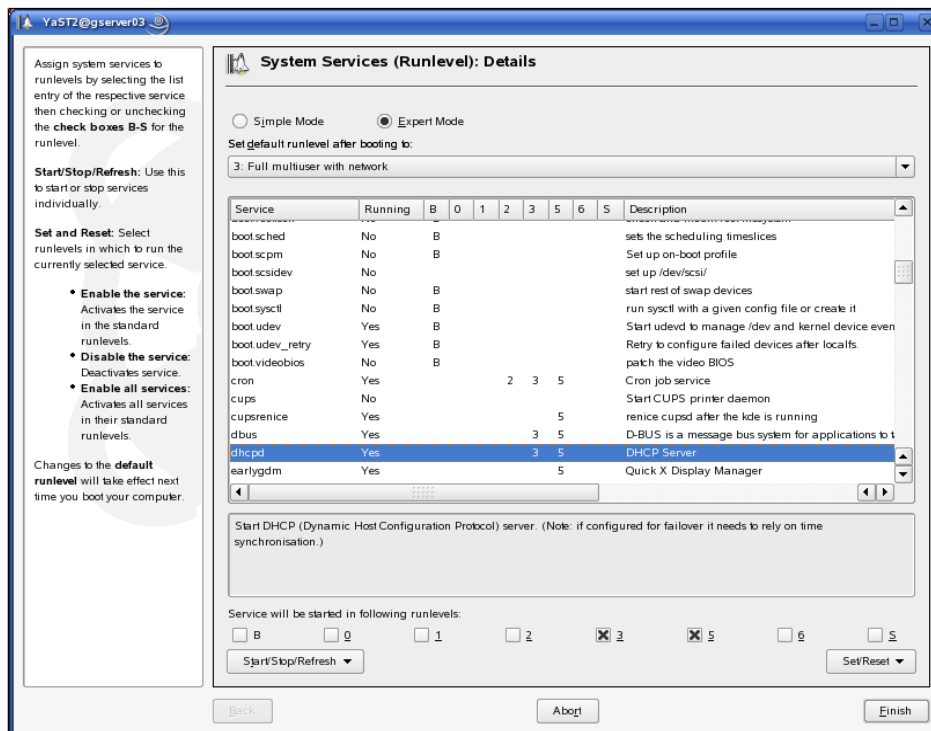 YaST2@gserver03
Assign system services to
runlevels by selecting the list
entry of the respective service
then checking or unchecking
the check boxes B-S for the
runlevel.
Start/Stop/Refresh: Use this
to start or stop services
individually.
Set and Reset: Select
runlevels in which to run the
currently selected service.
• Enable the service:
Activates the service
in the standard
runlevels.
• Disable the service:
Deactivates service.
• Enable all services:
Activates all services
in their standard
runlevels.
Changes to the default
runlevel will take effect next
time you boot your computer.
System Services (Runlevel): Details
Simple Mode Expert Mode
Set default runlevel after booting to:
3: Full multiuser with network
Service Running B 0 1 2 3 5 6 S Description
boot.sched No B sets the scheduling timeslices
boot.scpm No B Set up on-boot profile
boot.scsidev No set up /dev/scsi/
boot.swap No B start rest of swap devices
boot.sysctl No B run sysctl with a given config file or create it
boot.udev Yes B Start udevd to manage /dev and kernel device even
boot.udev_retry Yes B Retry to configure failed devices after localfs.
boot.videobios No B patch the video BIOS
cron Yes 2 3 5 Cron job service
cups No Start CUPS printer daemon
cupsrenice Yes 5 renice cupsd after the kde is running
dbus Yes 3 5 D-BUS is a message bus system for applications to t
dhcpd Yes 3 5 DHCP Server
earlygdm Yes 5 Quick X Display Manager
Start DHCP (Dynamic Host Configuration Protocol) server. (Note: if configured for failover it needs to rely on time
synchronisation.)
Service will be started in following runlevels:
B 0 1 2 3 5 6 S
Start/Stop/Refresh Set/Reset
Back Abort Finish